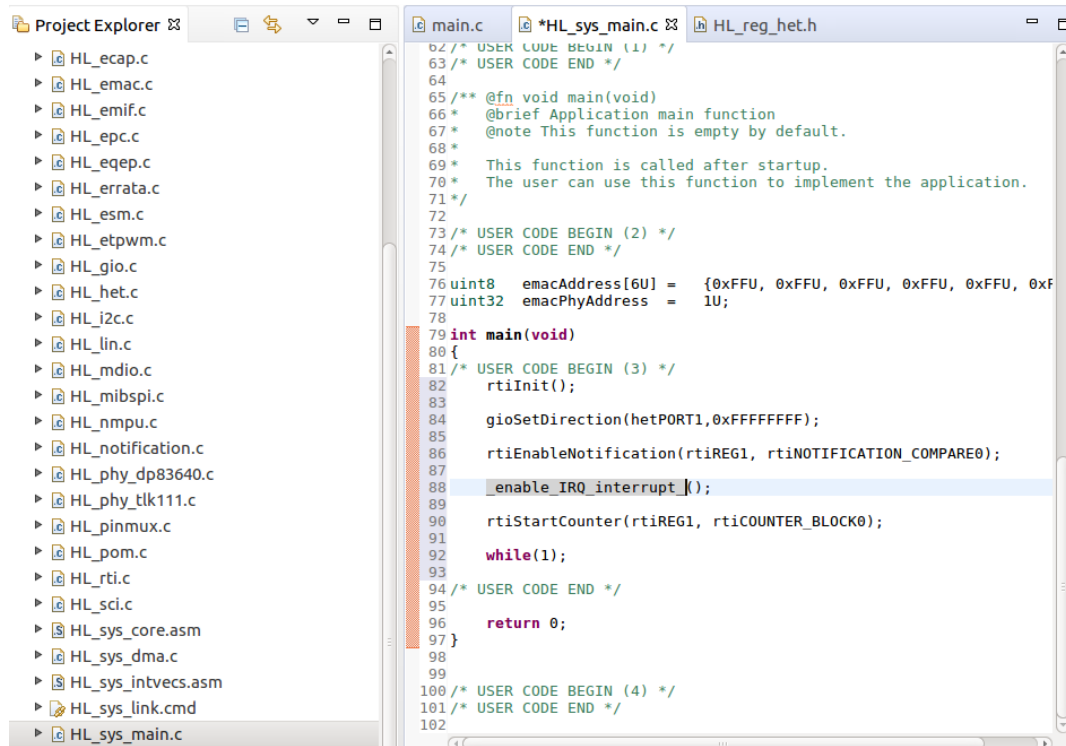 Project Explorer
HL_ecap.c
HL_emac.c
HL_emif.c
HL_epc.c
HL_eqep.c
HL_errata.c
HL_esm.c
HL_etpwm.c
HL_gio.c
HL_het.c
HL_i2c.c
HL_lin.c
HL_mdio.c
HL_mibspi.c
HL_nmpu.c
HL_notification.c
HL_phy_dp83640.c
HL_phy_tlk111.c
HL_pinmux.c
HL_pom.c
HL_rti.c
HL_sci.c
HL_sys_core.asm
HL_sys_dma.c
HL_sys_intvecs.asm
HL_sys_link.cmd
HL_sys_main.c
main.c *HL_sys_main.c HL_reg_het.h
62 /* USER CODE BEGIN (1) */
63 /* USER CODE END */
64
65 /** @fn void main(void)
66 *   @brief Application main function
67 *   @note This function is empty by default.
68 *
69 *   This function is called after startup.
70 *   The user can use this function to implement the application.
71 */
72
73 /* USER CODE BEGIN (2) */
74 /* USER CODE END */
75
76 uint8   emacAddress[6U] =   {0xFFU, 0xFFU, 0xFFU, 0xFFU, 0xFFU, 0xF
77 uint32  emacPhyAddress  =   1U;
78
79 int main(void)
80 {
81 /* USER CODE BEGIN (3) */
82     rtiInit();
83
84     gioSetDirection(hetPORT1,0xFFFFFFFF);
85
86     rtiEnableNotification(rtiREG1, rtiNOTIFICATION_COMPARE0);
87
88     _enable_IRQ_interrupt_();
89
90     rtiStartCounter(rtiREG1, rtiCOUNTER_BLOCK0);
91
92     while(1);
93
94 /* USER CODE END */
95
96     return 0;
97 }
98
99
100 /* USER CODE BEGIN (4) */
101 /* USER CODE END */
102